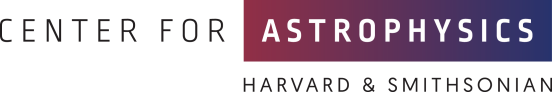 CENTER FOR ASTROPHYSICS
HARVARD & SMITHSONIAN